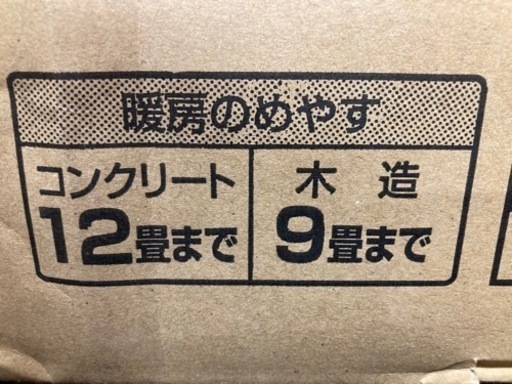 暖房のめやす
コンクリート
12畳まで
木造
9畳まで